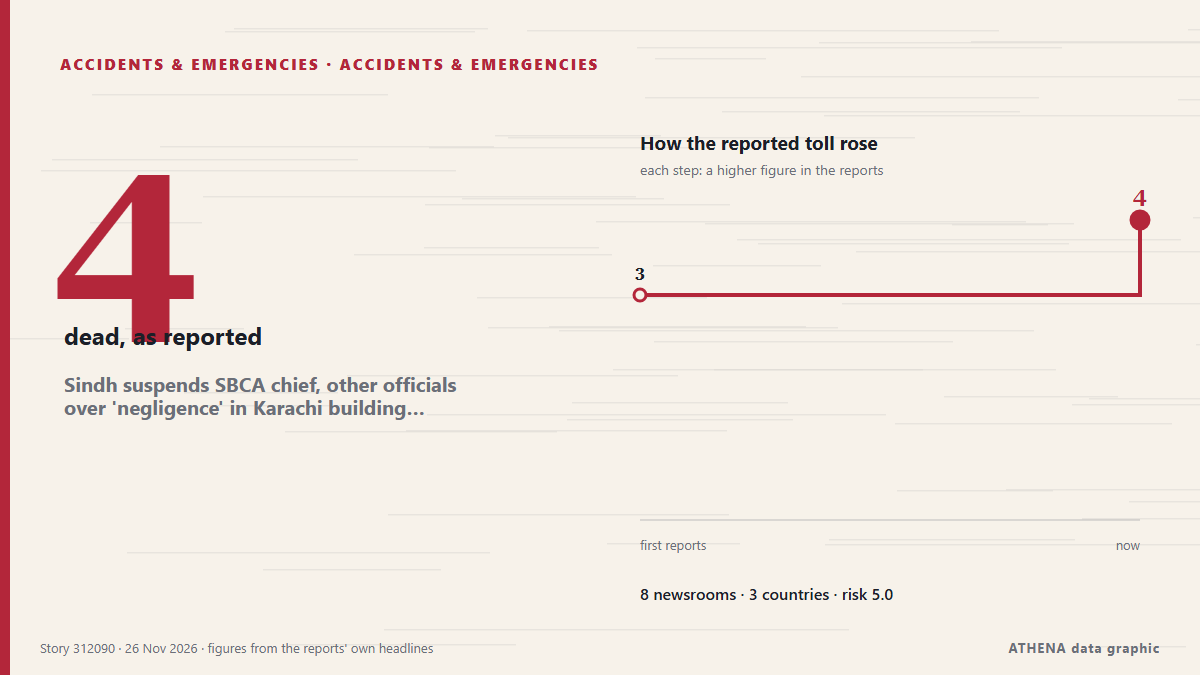 ACCIDENTS & EMERGENCIES · ACCIDENTS & EMERGENCIES
4
dead, as reported
Sindh suspends SBCA chief, other officials
over 'negligence' in Karachi building...
How the reported toll rose
each step: a higher figure in the reports
4
3
first reports
now
8 newsrooms · 3 countries · risk 5.0
Story 312090 · 26 Nov 2026 · figures from the reports' own headlines
ATHENA data graphic